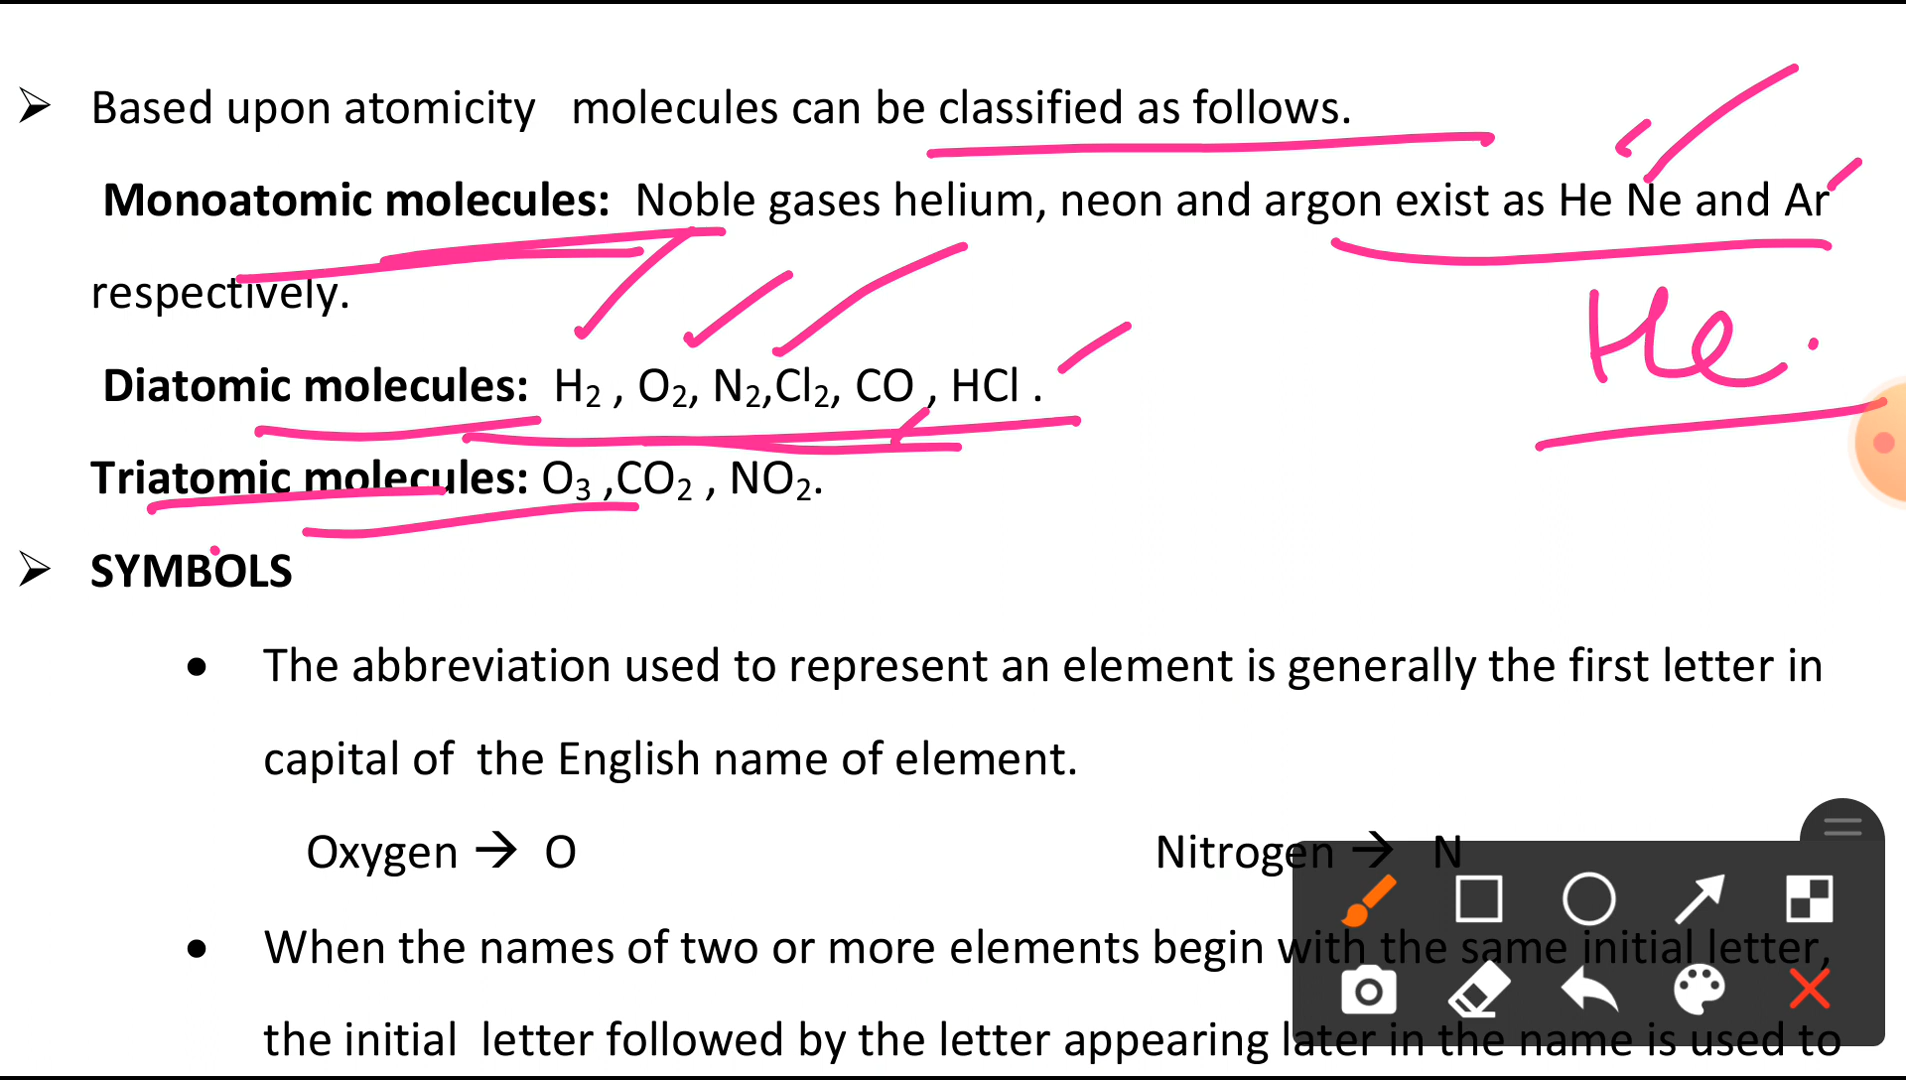 ➢ Based upon atomicity molecules can be classified as follows.
Monoatomic molecules: Noble gases helium, neon and argon exist as He Ne and Ar
respectively.
He
Diatomic molecules: H₂ , O₂, N₂,Cl₂, CO , HCl .
Triatomic molecules: O₃ ,CO₂ , NO₂.
➢ SYMBOLS
• The abbreviation used to represent an element is generally the first letter in
capital of the English name of element.
Oxygen → O Nitrogen → N
• When the names of two or more elements begin with the same initial letter,
the initial letter followed by the letter appearing later in the name is used to